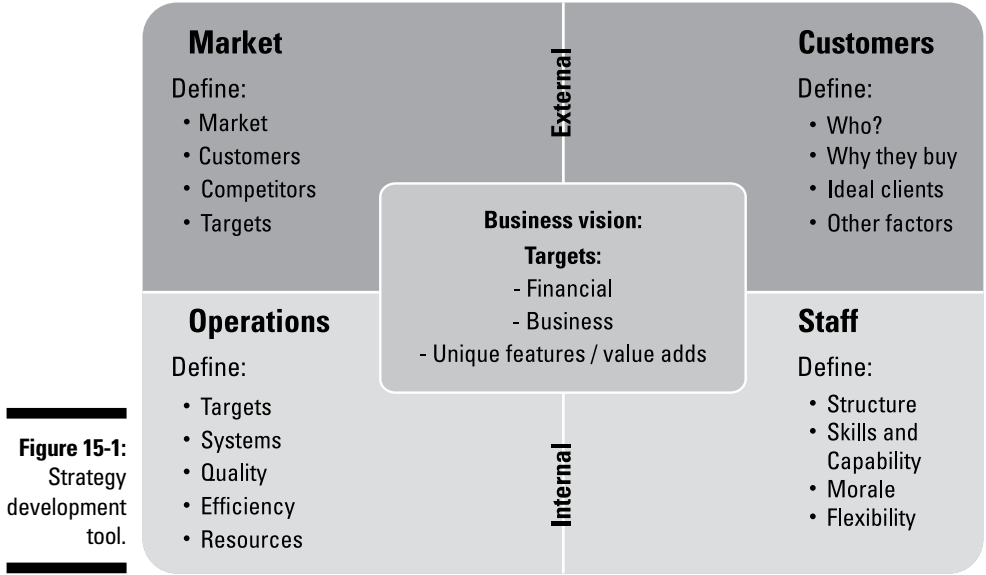 Market
Define:
• Market
• Customers
• Competitors
• Targets
External
Customers
Define:
• Who?
• Why they buy
• Ideal clients
• Other factors
Business vision:
Targets:
- Financial
- Business
- Unique features / value adds
Operations
Define:
• Targets
• Systems
• Quality
• Efficiency
• Resources
Internal
Staff
Define:
• Structure
• Skills and
Capability
• Morale
• Flexibility
Figure 15-1:
Strategy
development
tool.